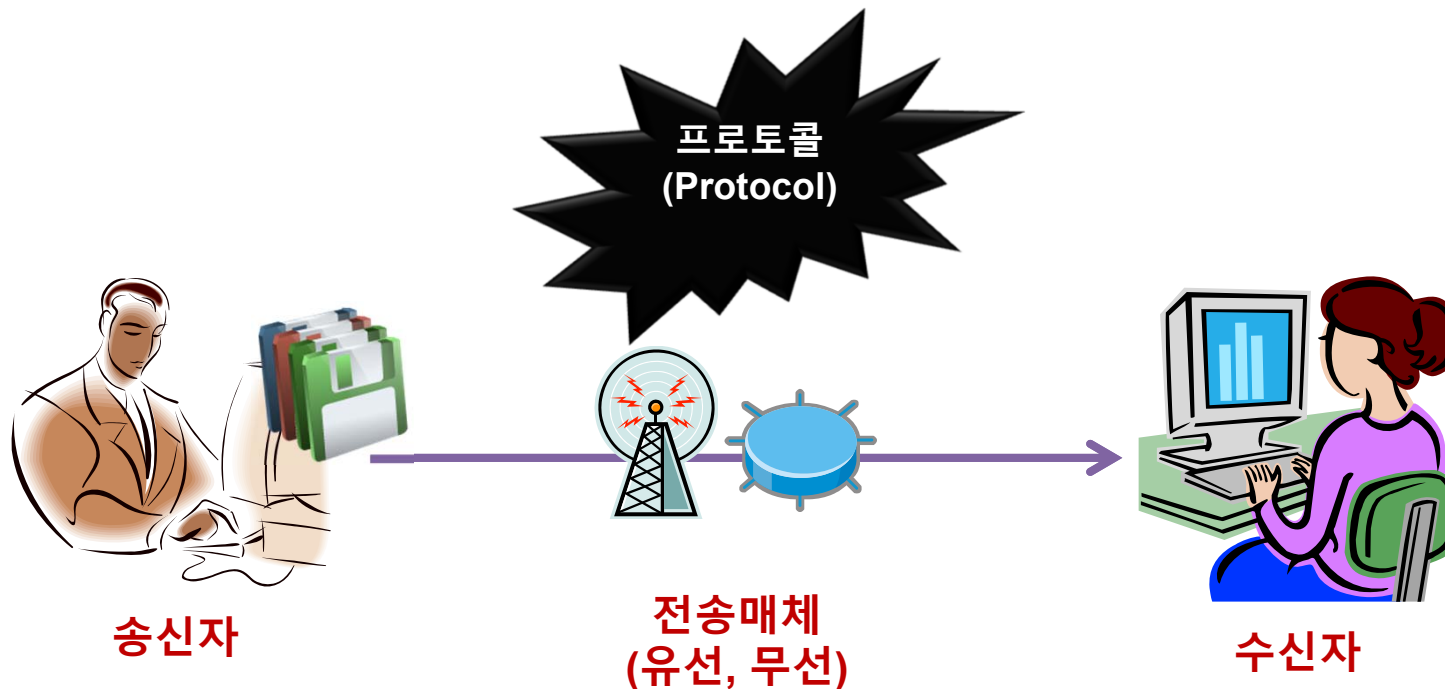 프로토콜
(Protocol)
송신자
전송매체
(유선, 무선)
수신자